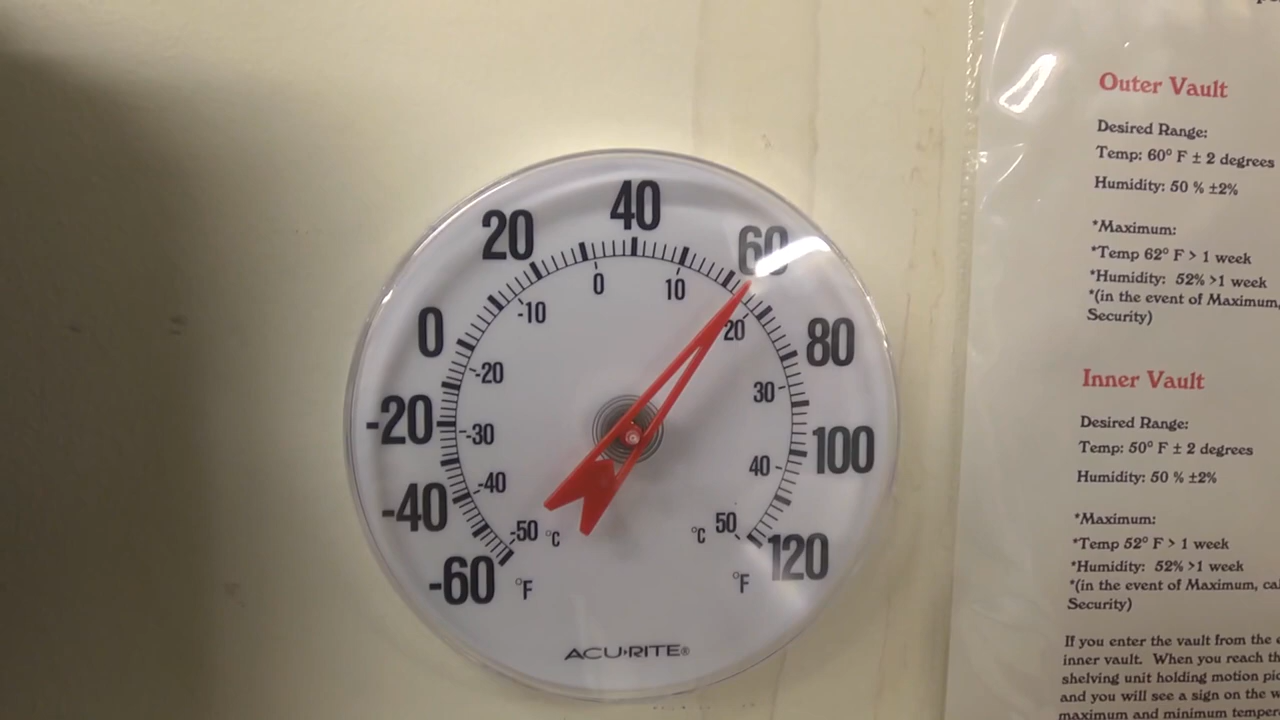 40
20
60
0
10
-10
20
0
80
-20
30
-20
-30
100
40
-40
-40
-50 °C
°C 50
-60
°F
°F
120
ACU·RITE®
Outer Vault
Desired Range:
Temp: 60º F ± 2 degrees
Humidity: 50 % ±2%
*Maximum:
*Temp 62º F > 1 week
*Humidity: 52% >1 week
*(in the event of Maximum,
Security)
Inner Vault
Desired Range:
Temp: 50º F ± 2 degrees
Humidity: 50 % ±2%
*Maximum:
*Temp 52º F > 1 week
*Humidity: 52% >1 week
*(in the event of Maximum, ca
Security)
If you enter the vault from the
inner vault. When you reach th
shelving unit holding motion pic
and you will see a sign on the w
maximum and minimum temper